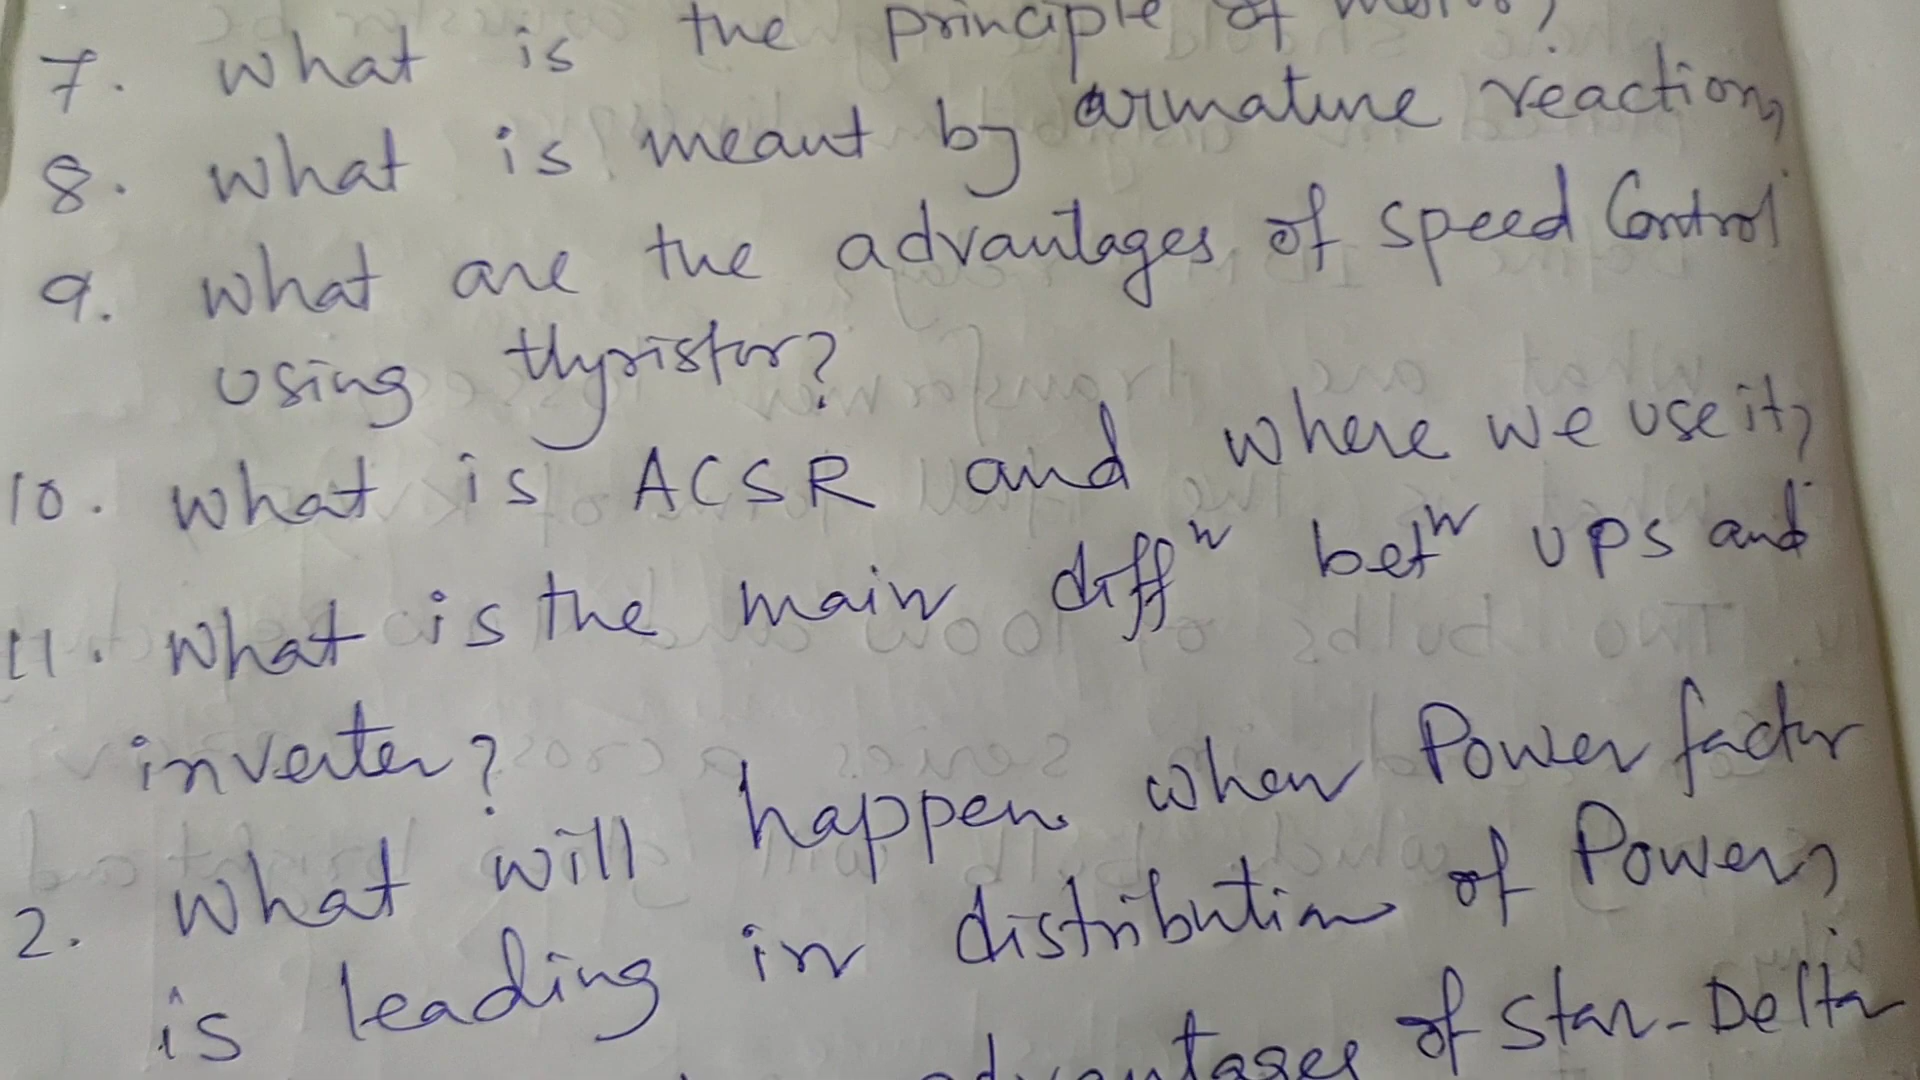 7. What is the principle of motor?
8. What is meant by armature reaction?
9. What are the advantages of speed Control
using thyristor?
10. What is ACSR and where we use it?
11. What is the main diffⁿ betⁿ UPS and
inverter?
2. What will happen when Power factor
is leading in distribution of Power?
advantages of Star-Delta